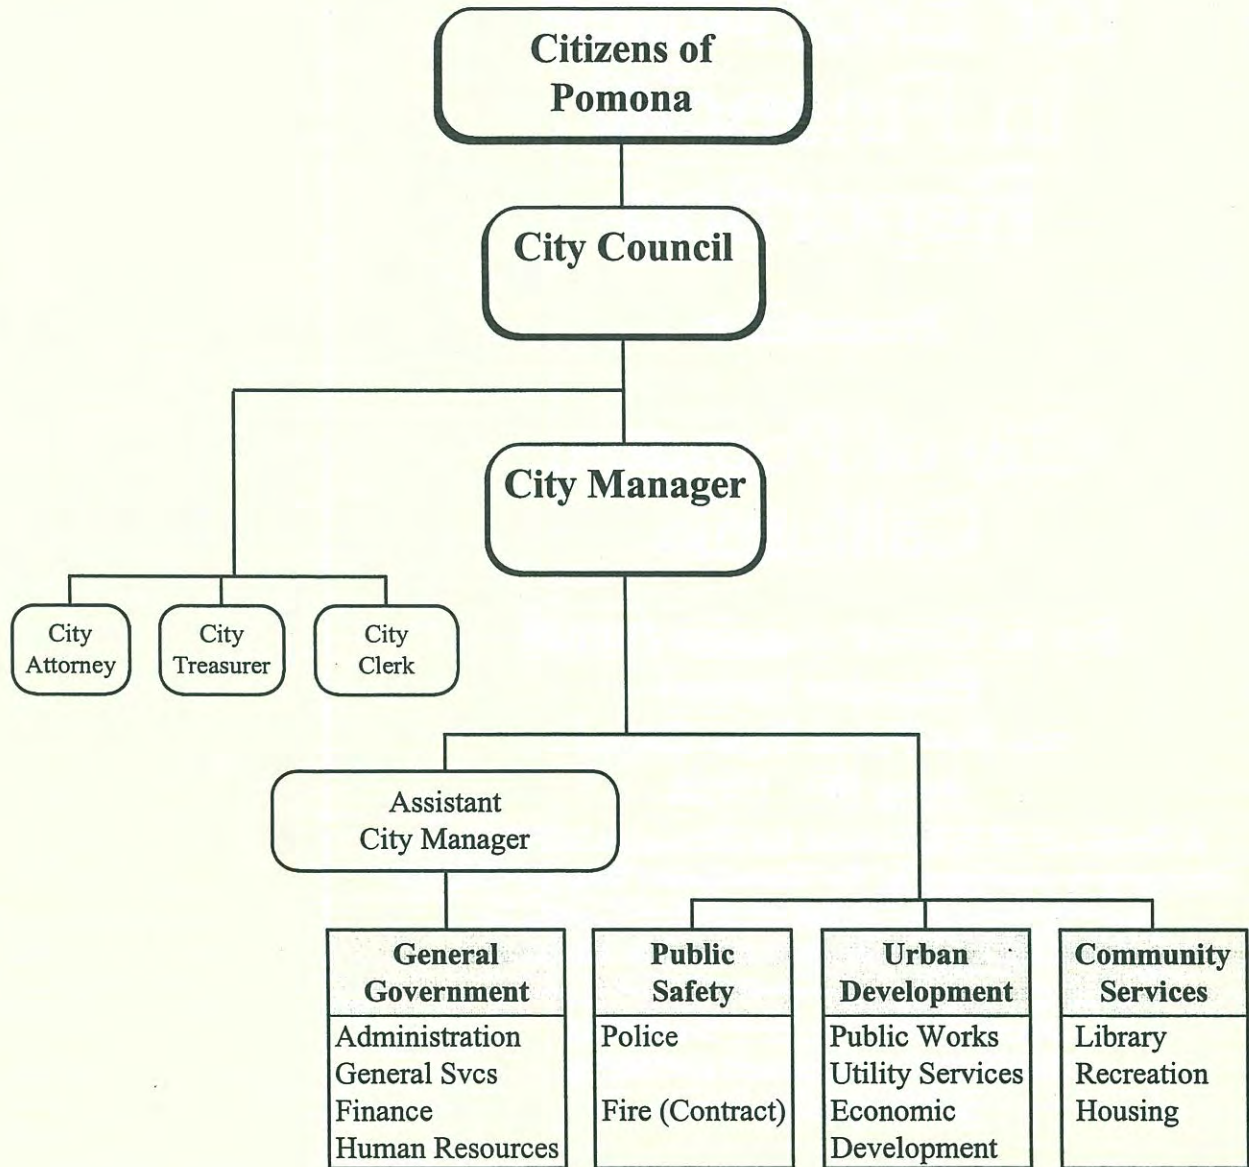 Citizens of
Pomona
City Council
City Manager
City
Attorney
City
Treasurer
City
Clerk
Assistant
City Manager
General
Government
Administration
General Svcs
Finance
Human Resources
Public
Safety
Police
Fire (Contract)
Urban
Development
Public Works
Utility Services
Economic
Development
Community
Services
Library
Recreation
Housing